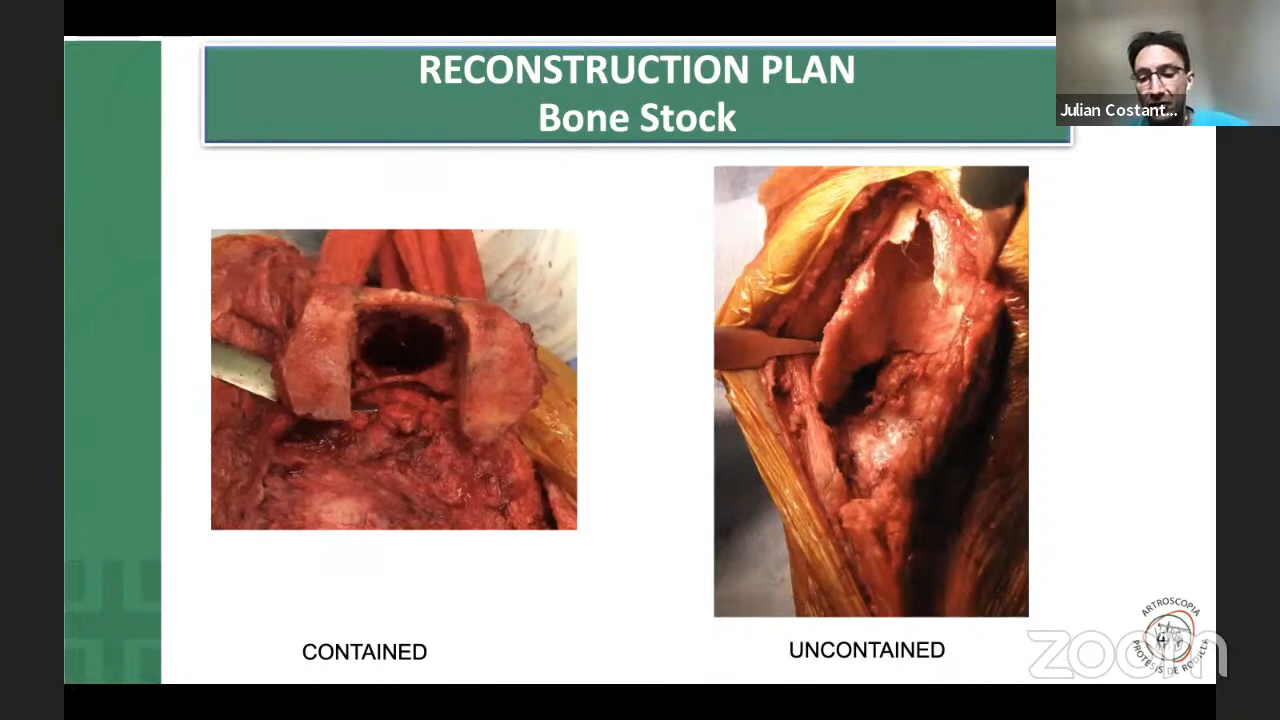 RECONSTRUCTION PLAN
Bone Stock
Julian Costant...
CONTAINED
UNCONTAINED
ARTROSCOPIA
PROTESIS DE RODILLA
zoom